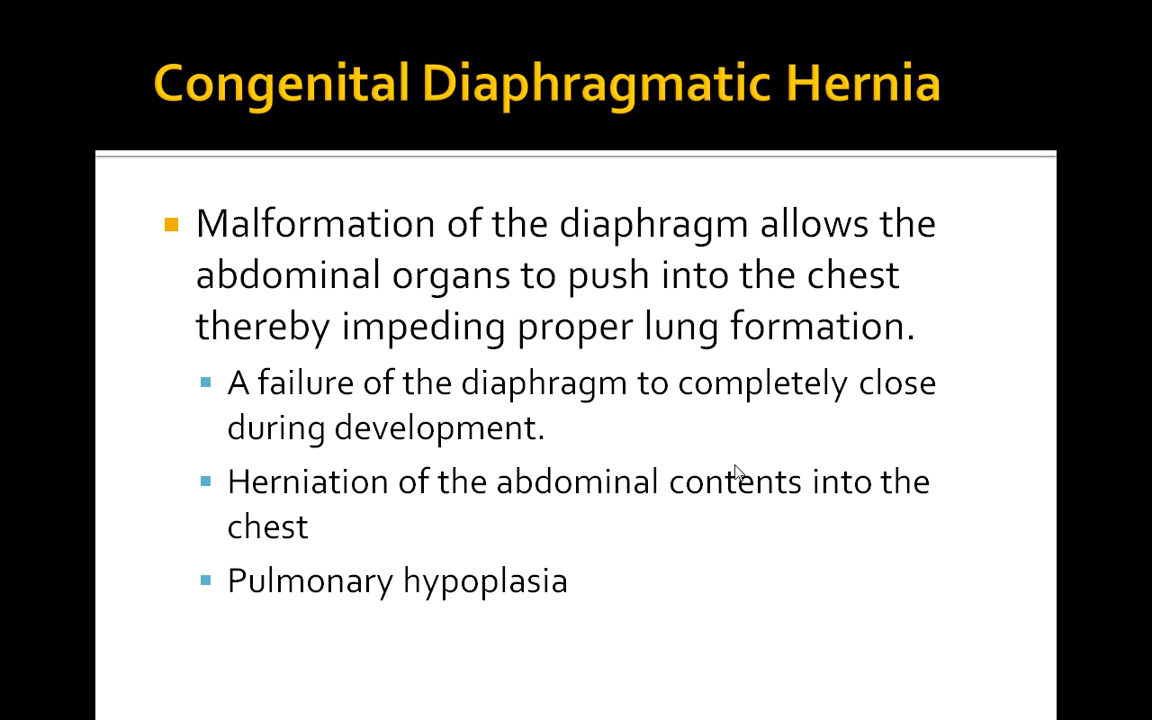 Congenital Diaphragmatic Hernia
Malformation of the diaphragm allows the
abdominal organs to push into the chest
thereby impeding proper lung formation.
A failure of the diaphragm to completely close
during development.
Herniation of the abdominal contents into the
chest
Pulmonary hypoplasia